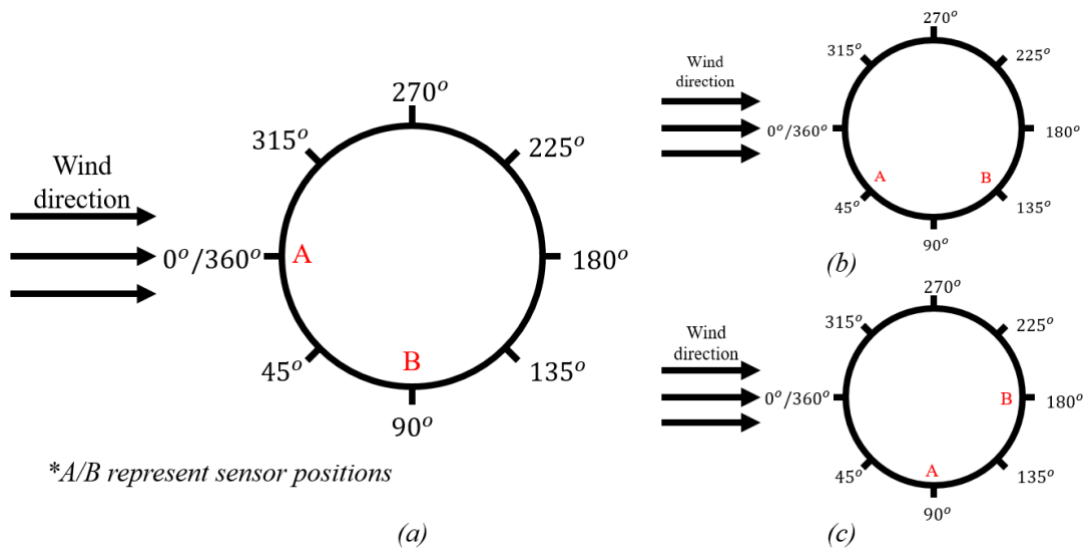 Wind
direction
0°/360°
315°
270°
225°
180°
135°
90°
45°
A
B
*A/B represent sensor positions
(a)
Wind
direction
0°/360°
315°
270°
225°
180°
135°
90°
45°
A
B
(b)
Wind
direction
0°/360°
315°
270°
225°
180°
135°
90°
45°
A
B
(c)